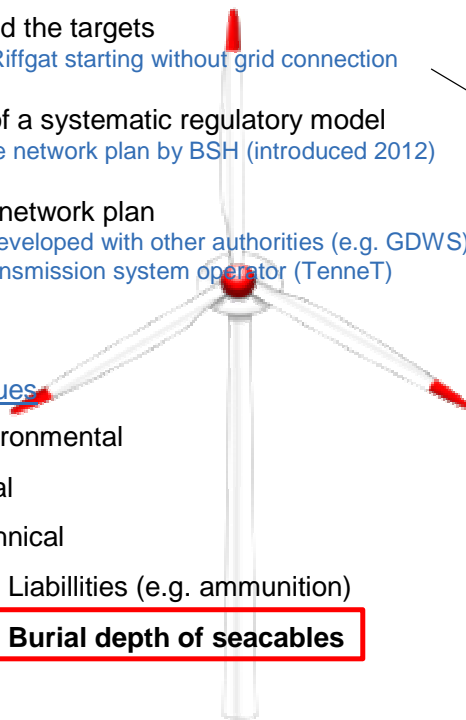 d the targets
Riffgat starting without grid connection
of a systematic regulatory model
e network plan by BSH (introduced 2012)
network plan
eveloped with other authorities (e.g. GDWS)
nsmission system operator (TenneT)
ues
ronmental
al
hnical
Liabillities (e.g. ammunition)
Burial depth of seacables